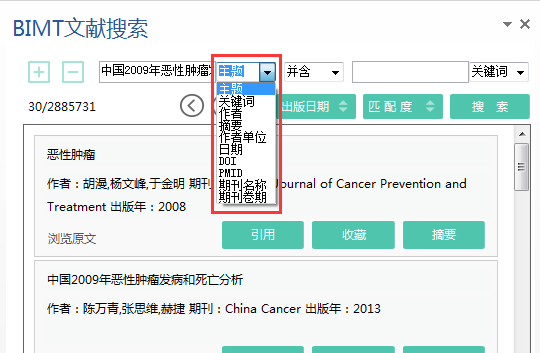 BIMT文献搜索
中国2009年恶性肿瘤发 主题 并含 关键词
30/2885731 出版日期 匹配度 搜 索
主题
关键词
作者
摘要
作者单位
日期
DOI
PMID
期刊名称
期刊卷期
恶性肿瘤
作者：胡漫,杨文峰,于金明 期刊 ournal of Cancer Prevention and
Treatment 出版年：2008
浏览原文 引用 收藏 摘要
中国2009年恶性肿瘤发病和死亡分析
作者：陈万青,张思维,赫捷 期刊：China Cancer 出版年：2013